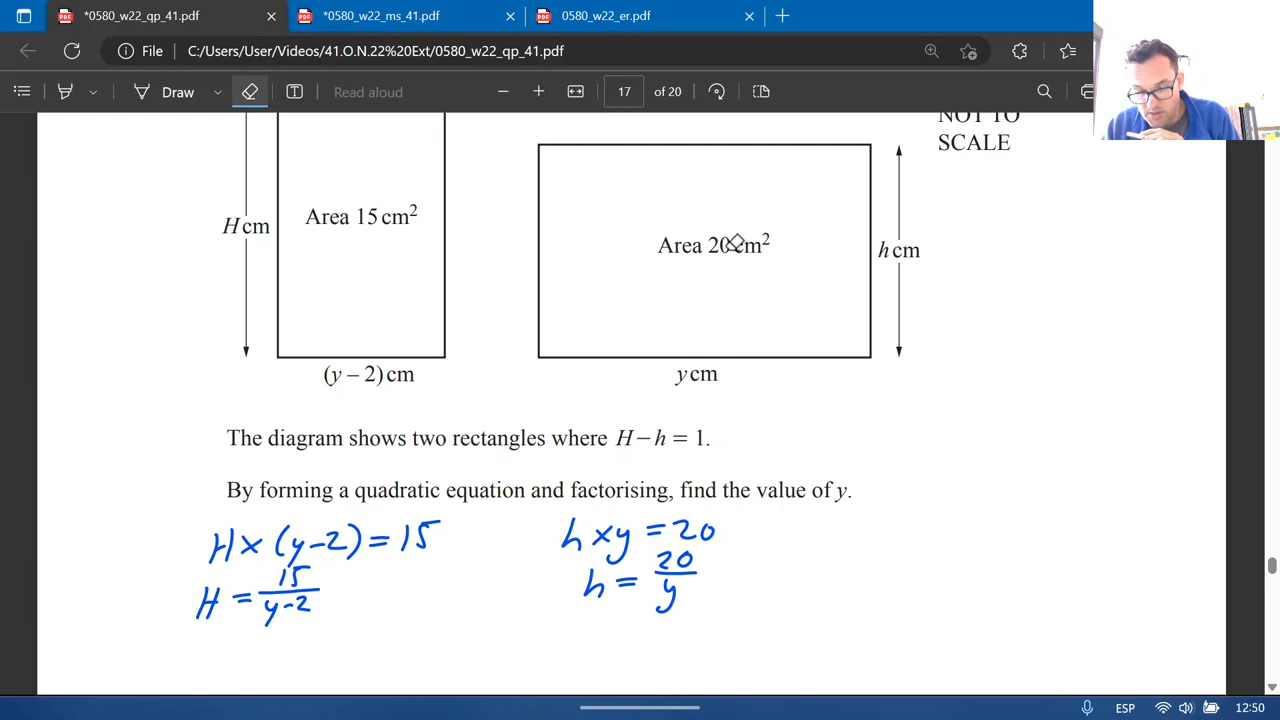 *0580_w22_qp_41.pdf
*0580_w22_ms_41.pdf
0580_w22_er.pdf
File
C:/Users/User/Videos/41.O.N.22%20Ext/0580_w22_qp_41.pdf
Draw
Read aloud
17
of 20
NOT TO
SCALE
H cm
Area 15 cm²
Area 20 cm²
h cm
(y − 2) cm
y cm
The diagram shows two rectangles where H − h = 1.
By forming a quadratic equation and factorising, find the value of y.
H × (y−2) = 15
H = 15/(y−2)
h × y = 20
h = 20/y
ESP
12:50